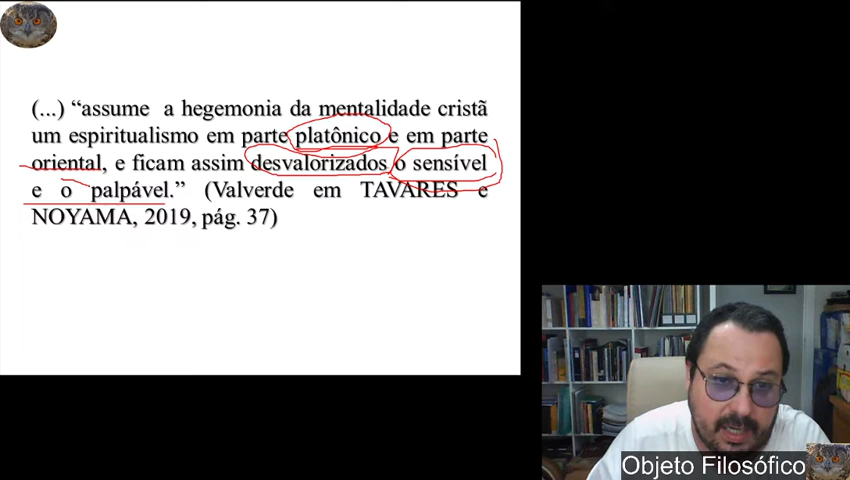 (...) “assume a hegemonia da mentalidade cristã
um espiritualismo em parte platônico e em parte
oriental, e ficam assim desvalorizados o sensível
e o palpável.” (Valverde em TAVARES e
NOYAMA, 2019, pág. 37)
Objeto Filosófico